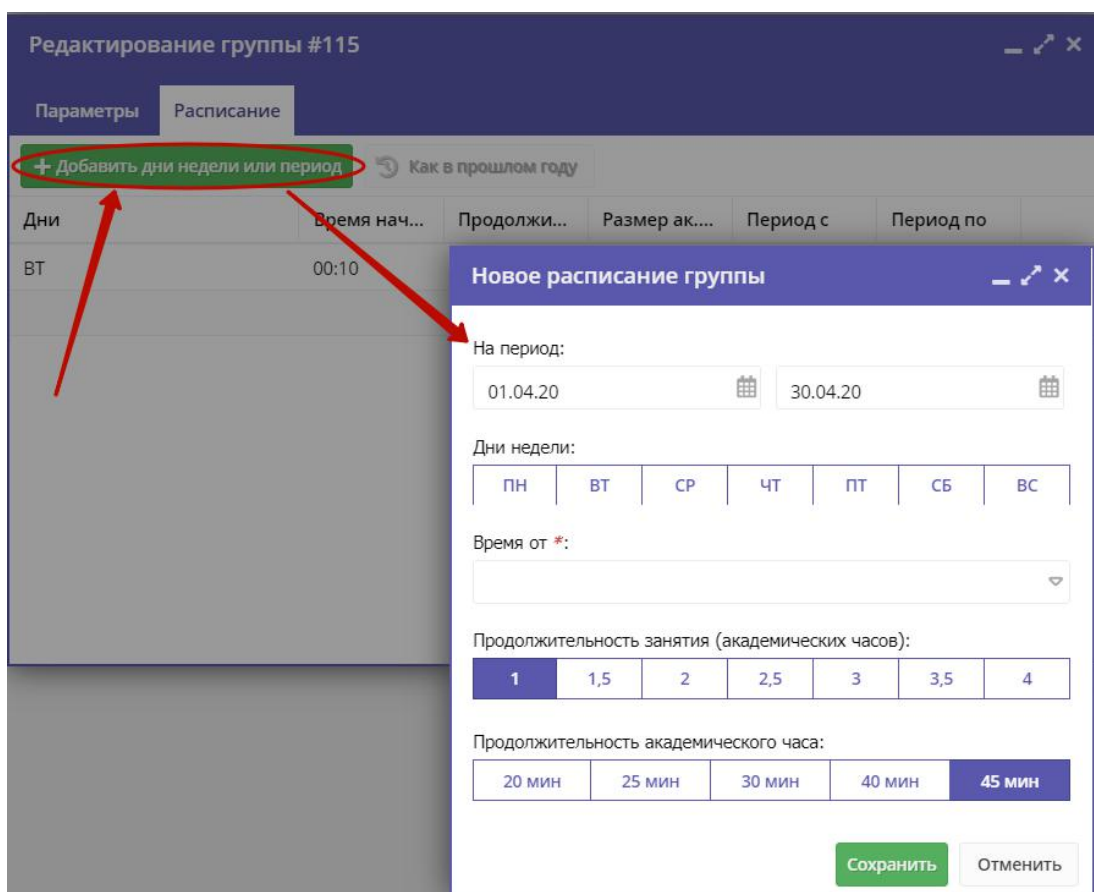 Редактирование группы #115
Параметры Расписание
+ Добавить дни недели или период Как в прошлом году
Дни Время нач... Продолжи... Размер ак.... Период с Период по
ВТ 00:10
Новое расписание группы
На период:
01.04.20 30.04.20
Дни недели:
ПН ВТ СР ЧТ ПТ СБ ВС
Время от *:
Продолжительность занятия (академических часов):
1 1,5 2 2,5 3 3,5 4
Продолжительность академического часа:
20 мин 25 мин 30 мин 40 мин 45 мин
Сохранить Отменить